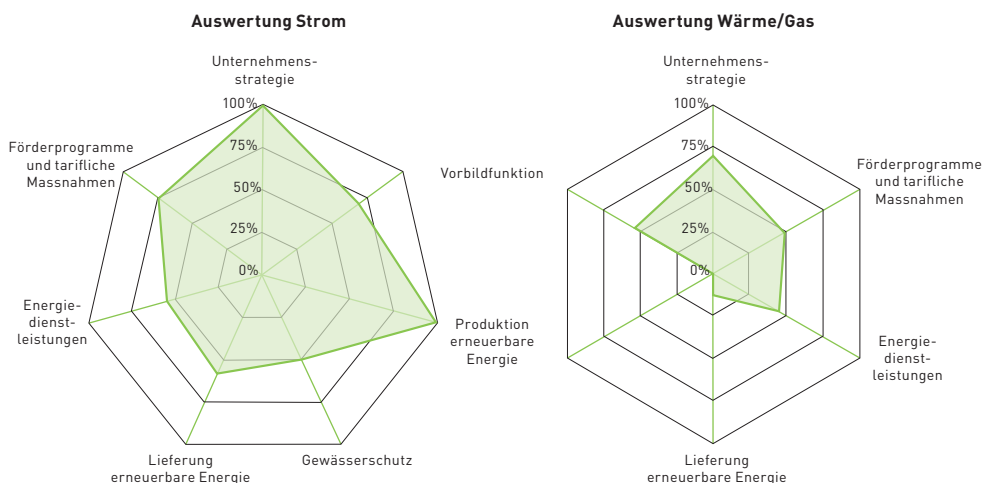 Auswertung Strom
Unternehmens-
strategie
100%
75%
50%
25%
0%
Vorbildfunktion
Produktion
erneuerbare
Energie
Gewässerschutz
Lieferung
erneuerbare Energie
Energie-
dienst-
leistungen
Förderprogramme
und tarifliche
Massnahmen
Auswertung Wärme/Gas
Unternehmens-
strategie
100%
75%
50%
25%
0%
Förderprogramme
und tarifliche
Massnahmen
Energie-
dienst-
leistungen
Lieferung
erneuerbare Energie